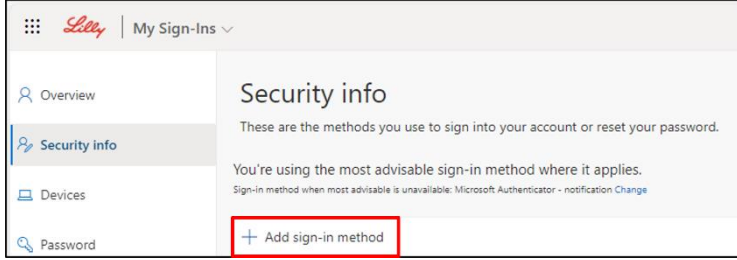 Lilly My Sign-Ins
Overview
Security info
Devices
Password
Security info
These are the methods you use to sign into your account or reset your password.
You're using the most advisable sign-in method where it applies.
Sign-in method when most advisable is unavailable: Microsoft Authenticator - notification Change
+ Add sign-in method